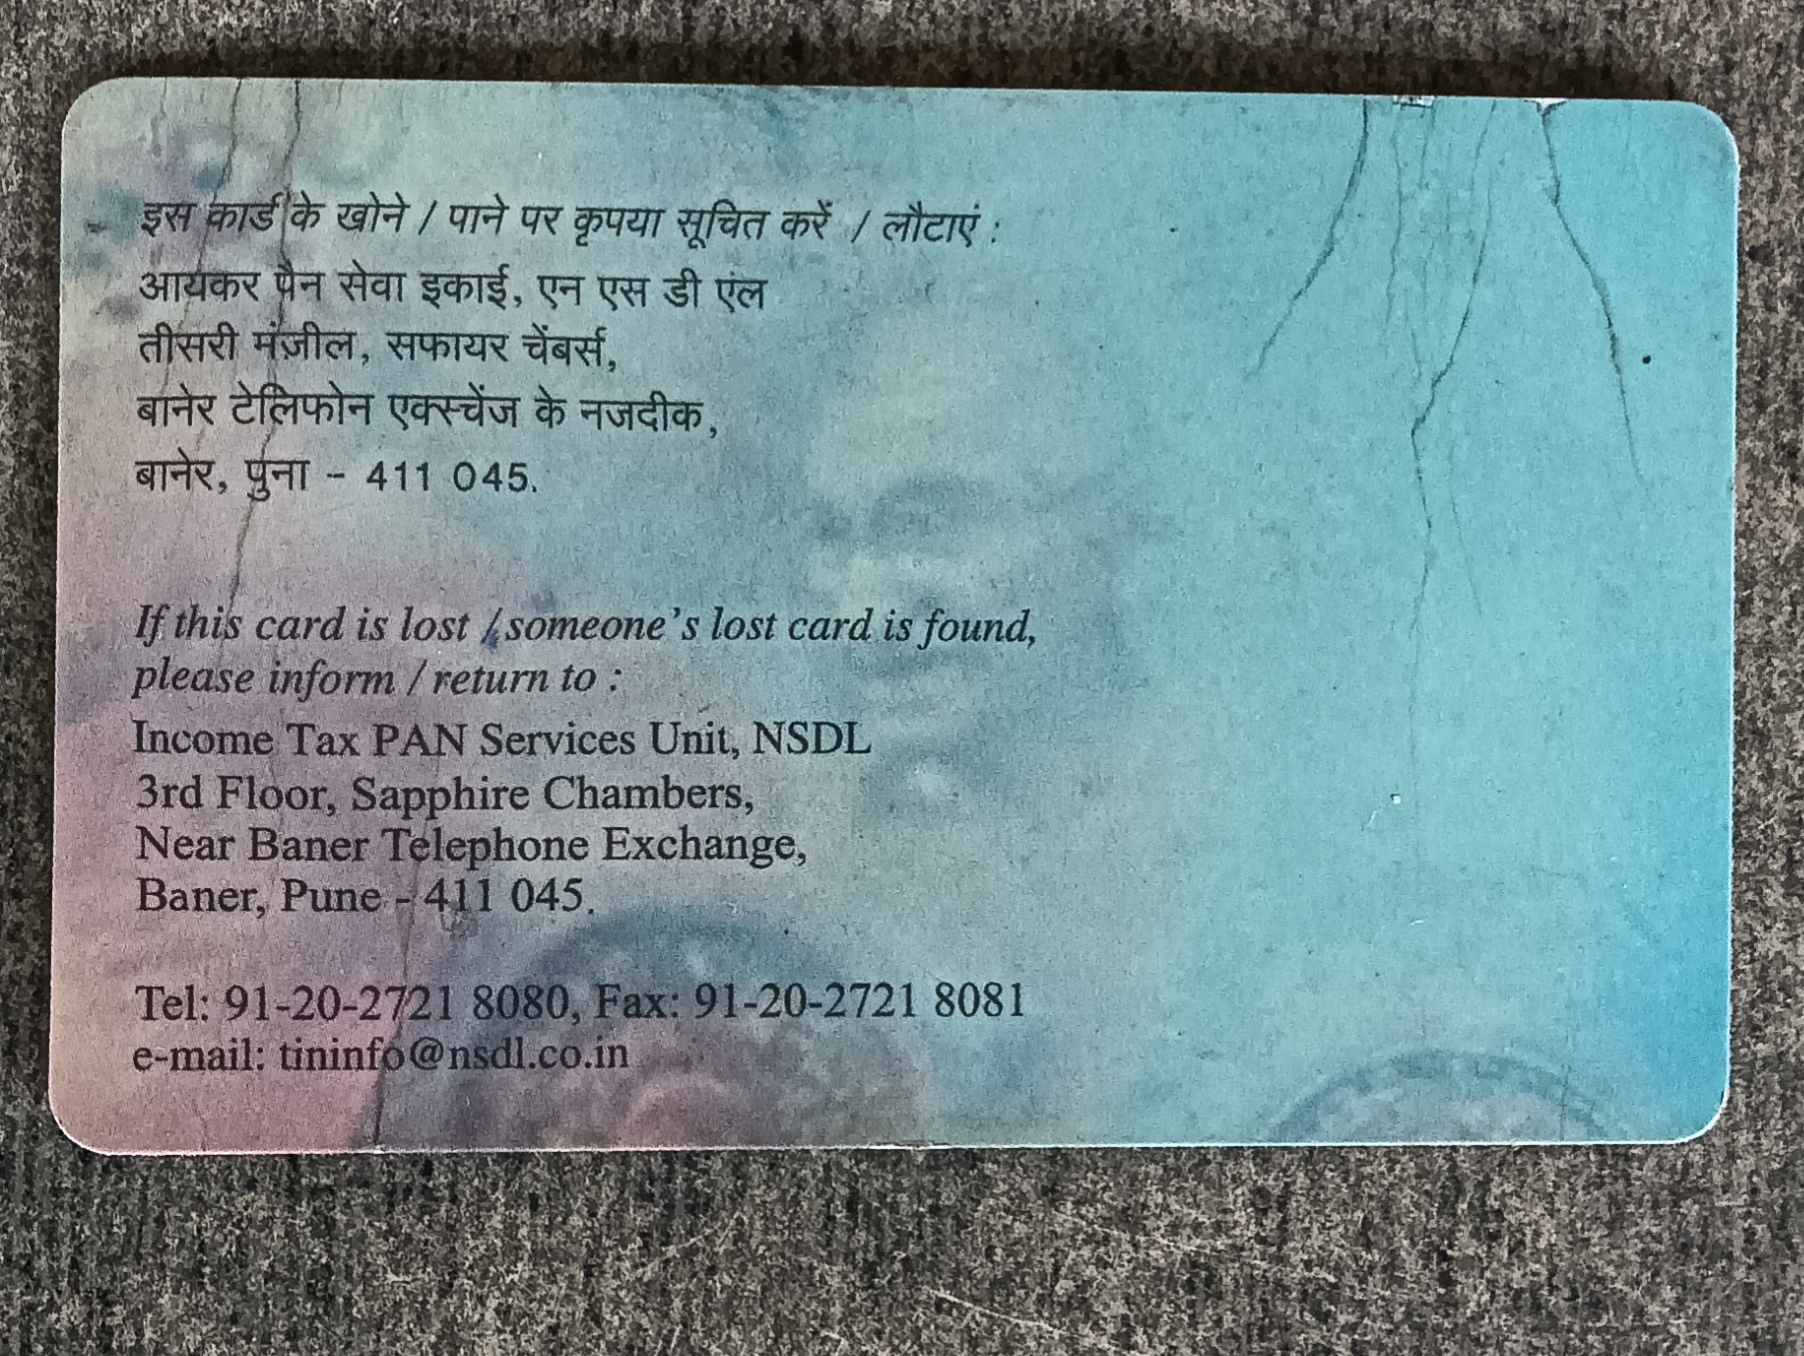 इस कार्ड के खोने / पाने पर कृपया सूचित करें / लौटाएं :
आयकर पैन सेवा इकाई, एन एस डी एंल
तीसरी मंज़ील, सफायर चेंबर्स,
बानेर टेलिफोन एक्स्चेंज के नजदीक,
बानेर, पुना - 411 045.
If this card is lost / someone's lost card is found,
please inform / return to :
Income Tax PAN Services Unit, NSDL
3rd Floor, Sapphire Chambers,
Near Baner Telephone Exchange,
Baner, Pune - 411 045.
Tel: 91-20-2721 8080, Fax: 91-20-2721 8081
e-mail: tininfo@nsdl.co.in